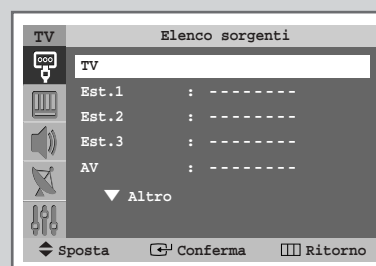 TV Elenco sorgenti
TV
Est.1 : --------
Est.2 : --------
Est.3 : --------
AV : --------
Altro
Sposta Conferma Ritorno